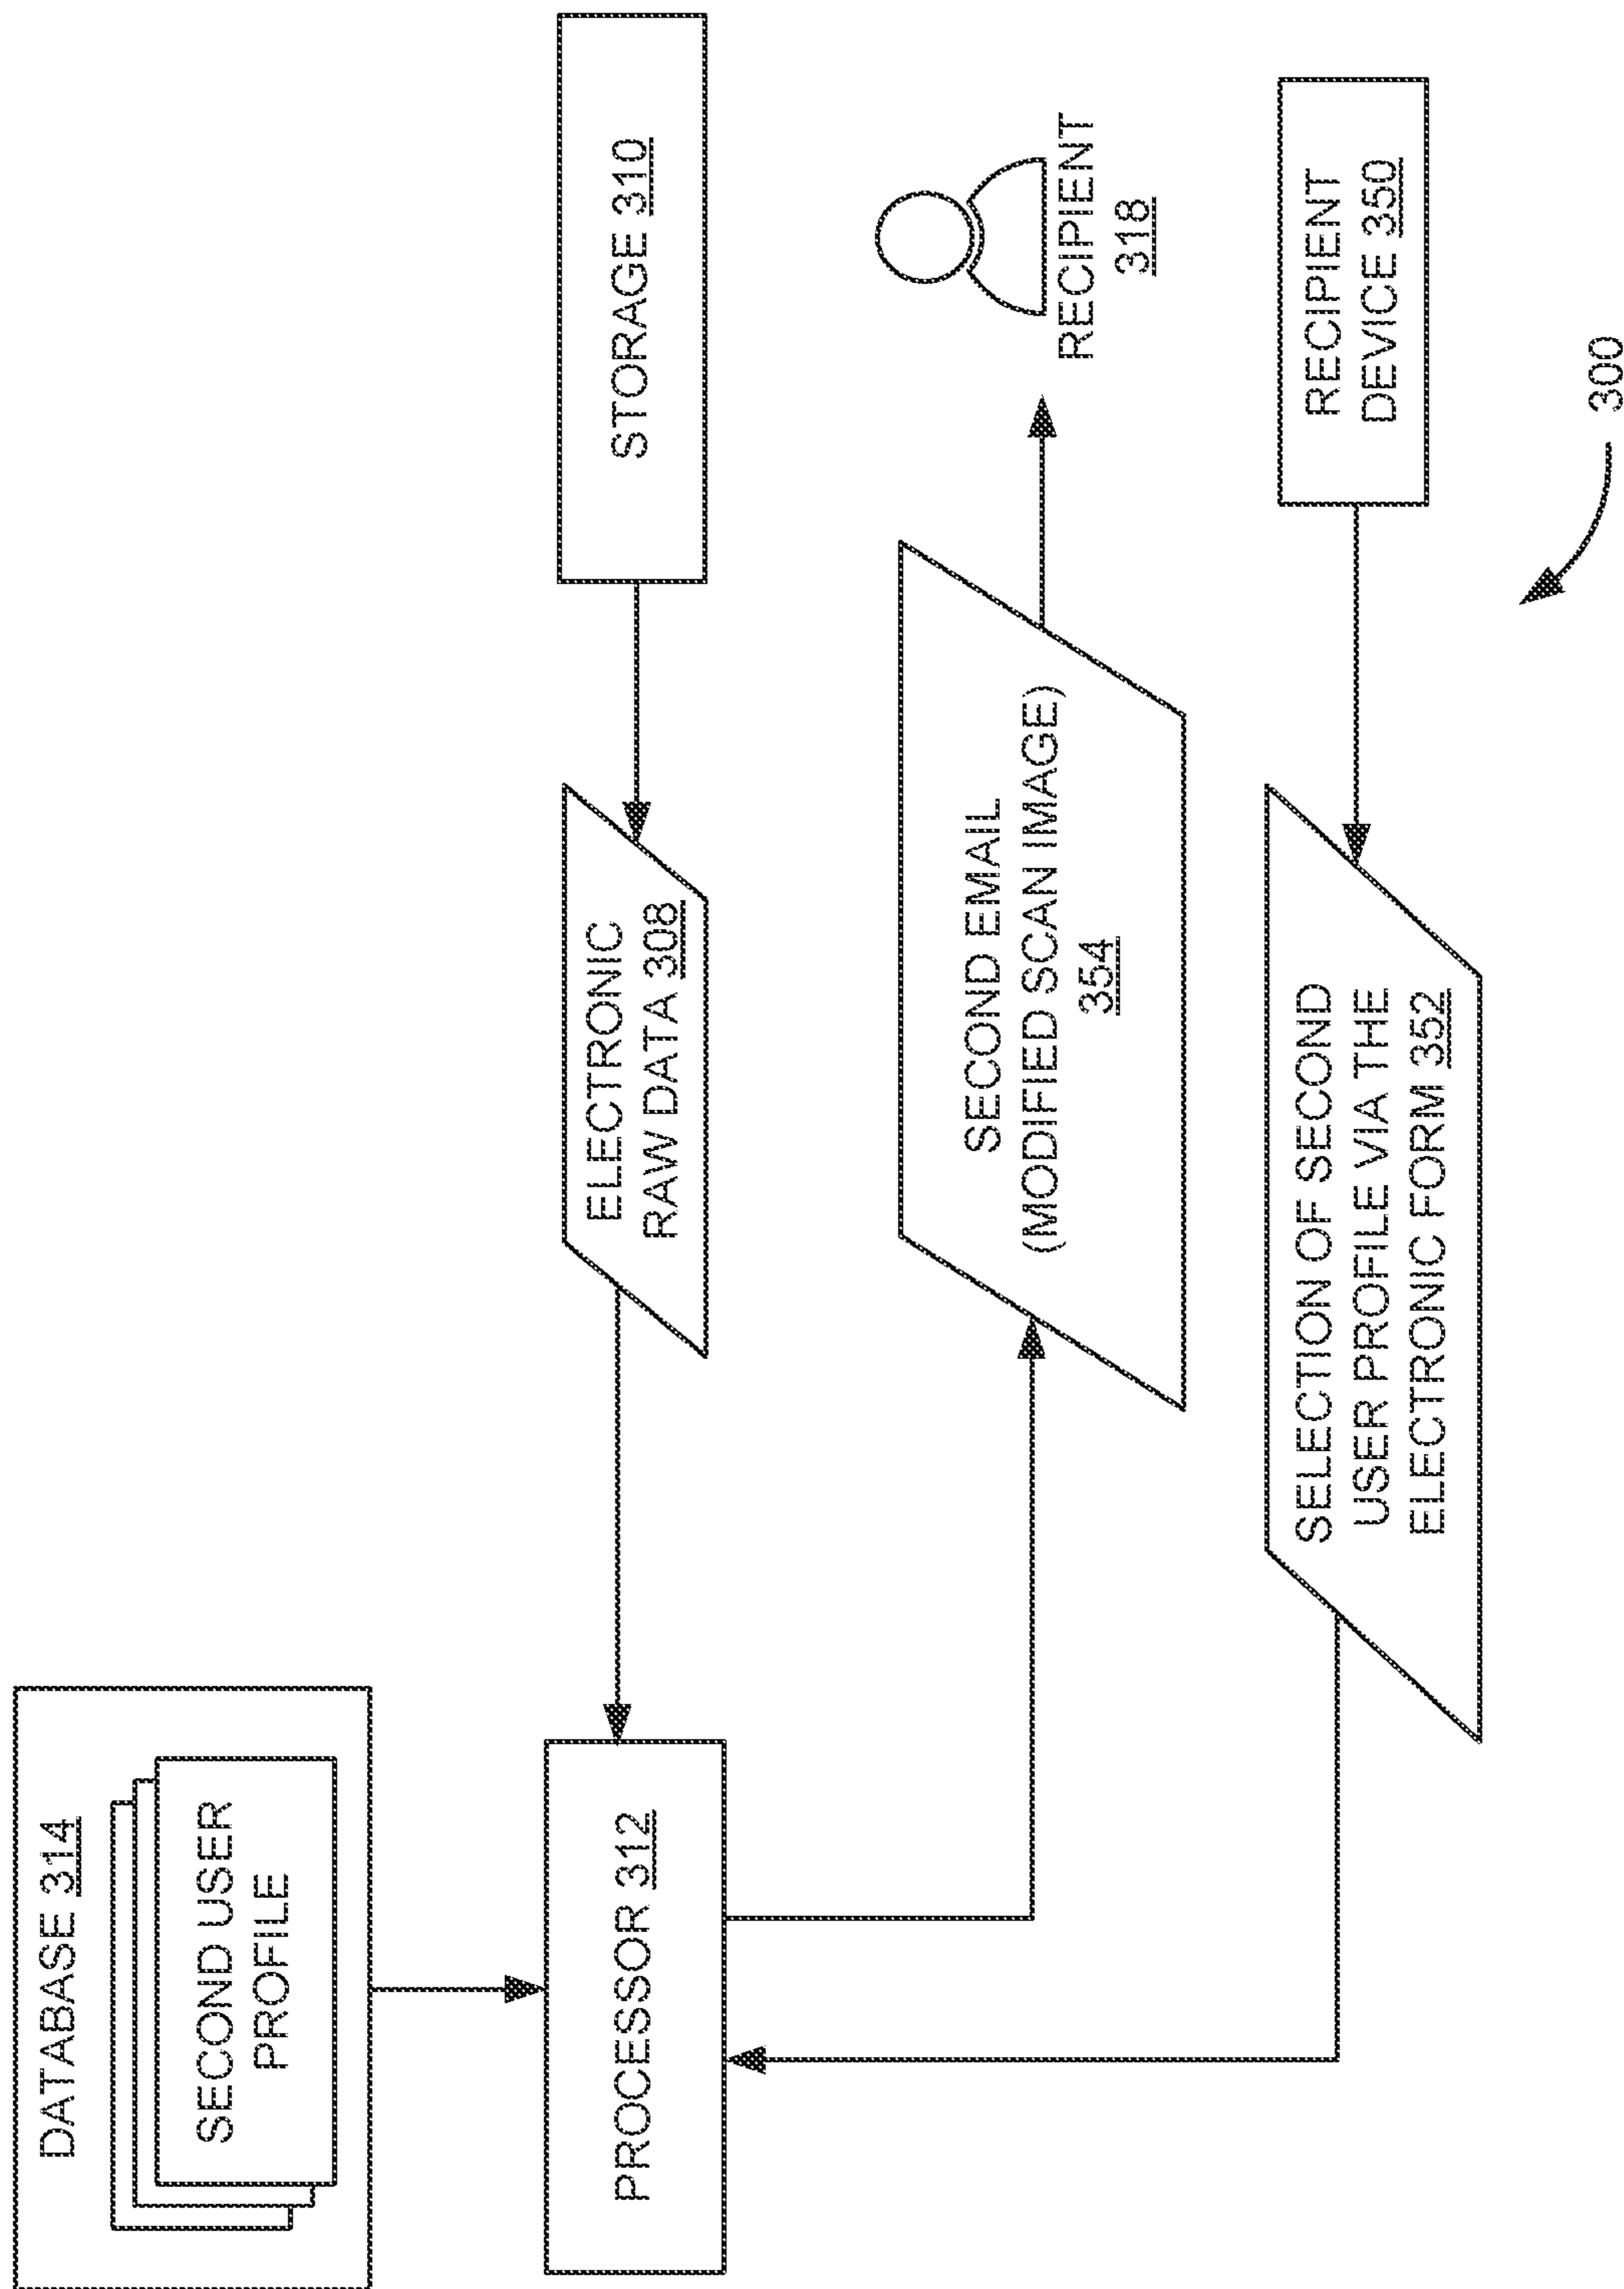 DATABASE 314
SECOND USER
PROFILE
PROCESSOR 312
ELECTRONIC
RAW DATA 308
STORAGE 310
SECOND EMAIL
(MODIFIED SCAN IMAGE)
354
RECIPIENT
318
SELECTION OF SECOND
USER PROFILE VIA THE
ELECTRONIC FORM 352
RECIPIENT
DEVICE 350
300